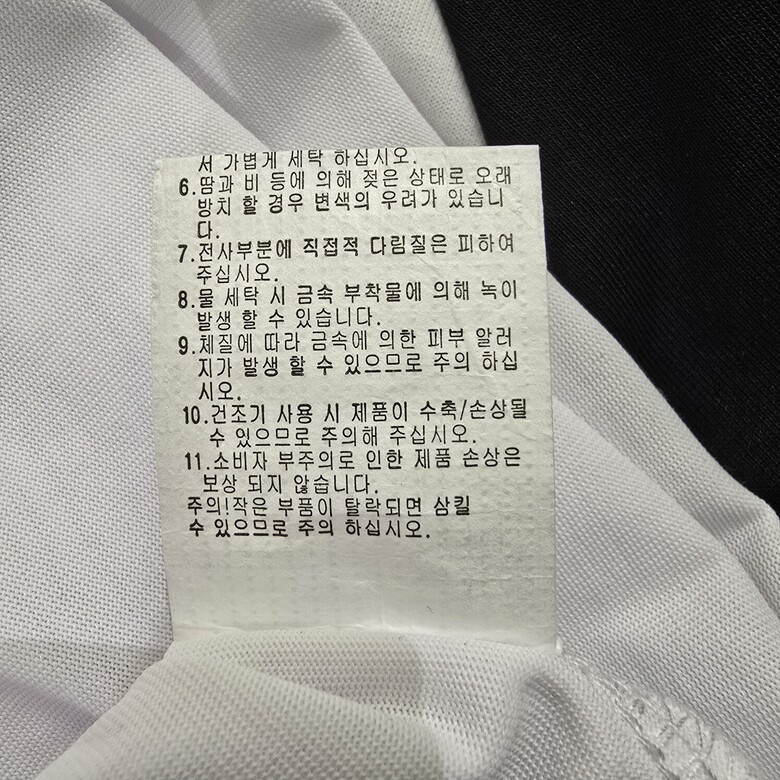 서 가볍게 세탁 하십시오.
6.땀과 비 등에 의해 젖은 상태로 오래
방치 할 경우 변색의 우려가 있습니
다.
7.전사부분에 직접적 다림질은 피하여
주십시오.
8.물 세탁 시 금속 부착물에 의해 녹이
발생 할 수 있습니다.
9.체질에 따라 금속에 의한 피부 알러
지가 발생 할 수 있으므로 주의 하십
시오.
10.건조기 사용 시 제품이 수축/손상될
수 있으므로 주의해 주십시오.
11.소비자 부주의로 인한 제품 손상은
보상 되지 않습니다.
주의!작은 부품이 탈락되면 삼킬
수 있으므로 주의 하십시오.